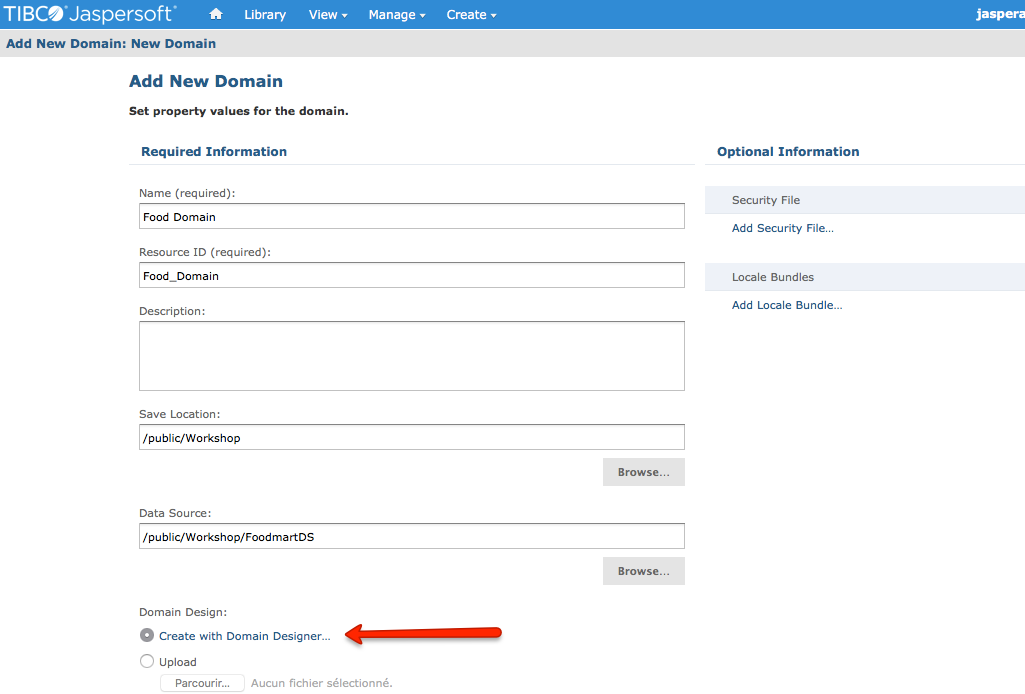 TIBCO Jaspersoft® Library View Manage Create jaspera
Add New Domain: New Domain
Add New Domain
Set property values for the domain.
Required Information
Name (required):
Food Domain
Resource ID (required):
Food_Domain
Description:
Save Location:
/public/Workshop
Browse...
Data Source:
/public/Workshop/FoodmartDS
Browse...
Domain Design:
Create with Domain Designer...
Upload
Parcourir... Aucun fichier sélectionné.
Optional Information
Security File
Add Security File...
Locale Bundles
Add Locale Bundle...